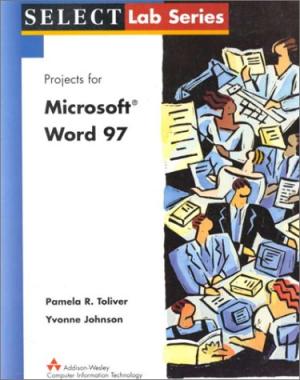 SELECT Lab Series
Projects for
Microsoft®
Word 97
Pamela R. Toliver
Yvonne Johnson
Addison-Wesley
Computer Information Technology